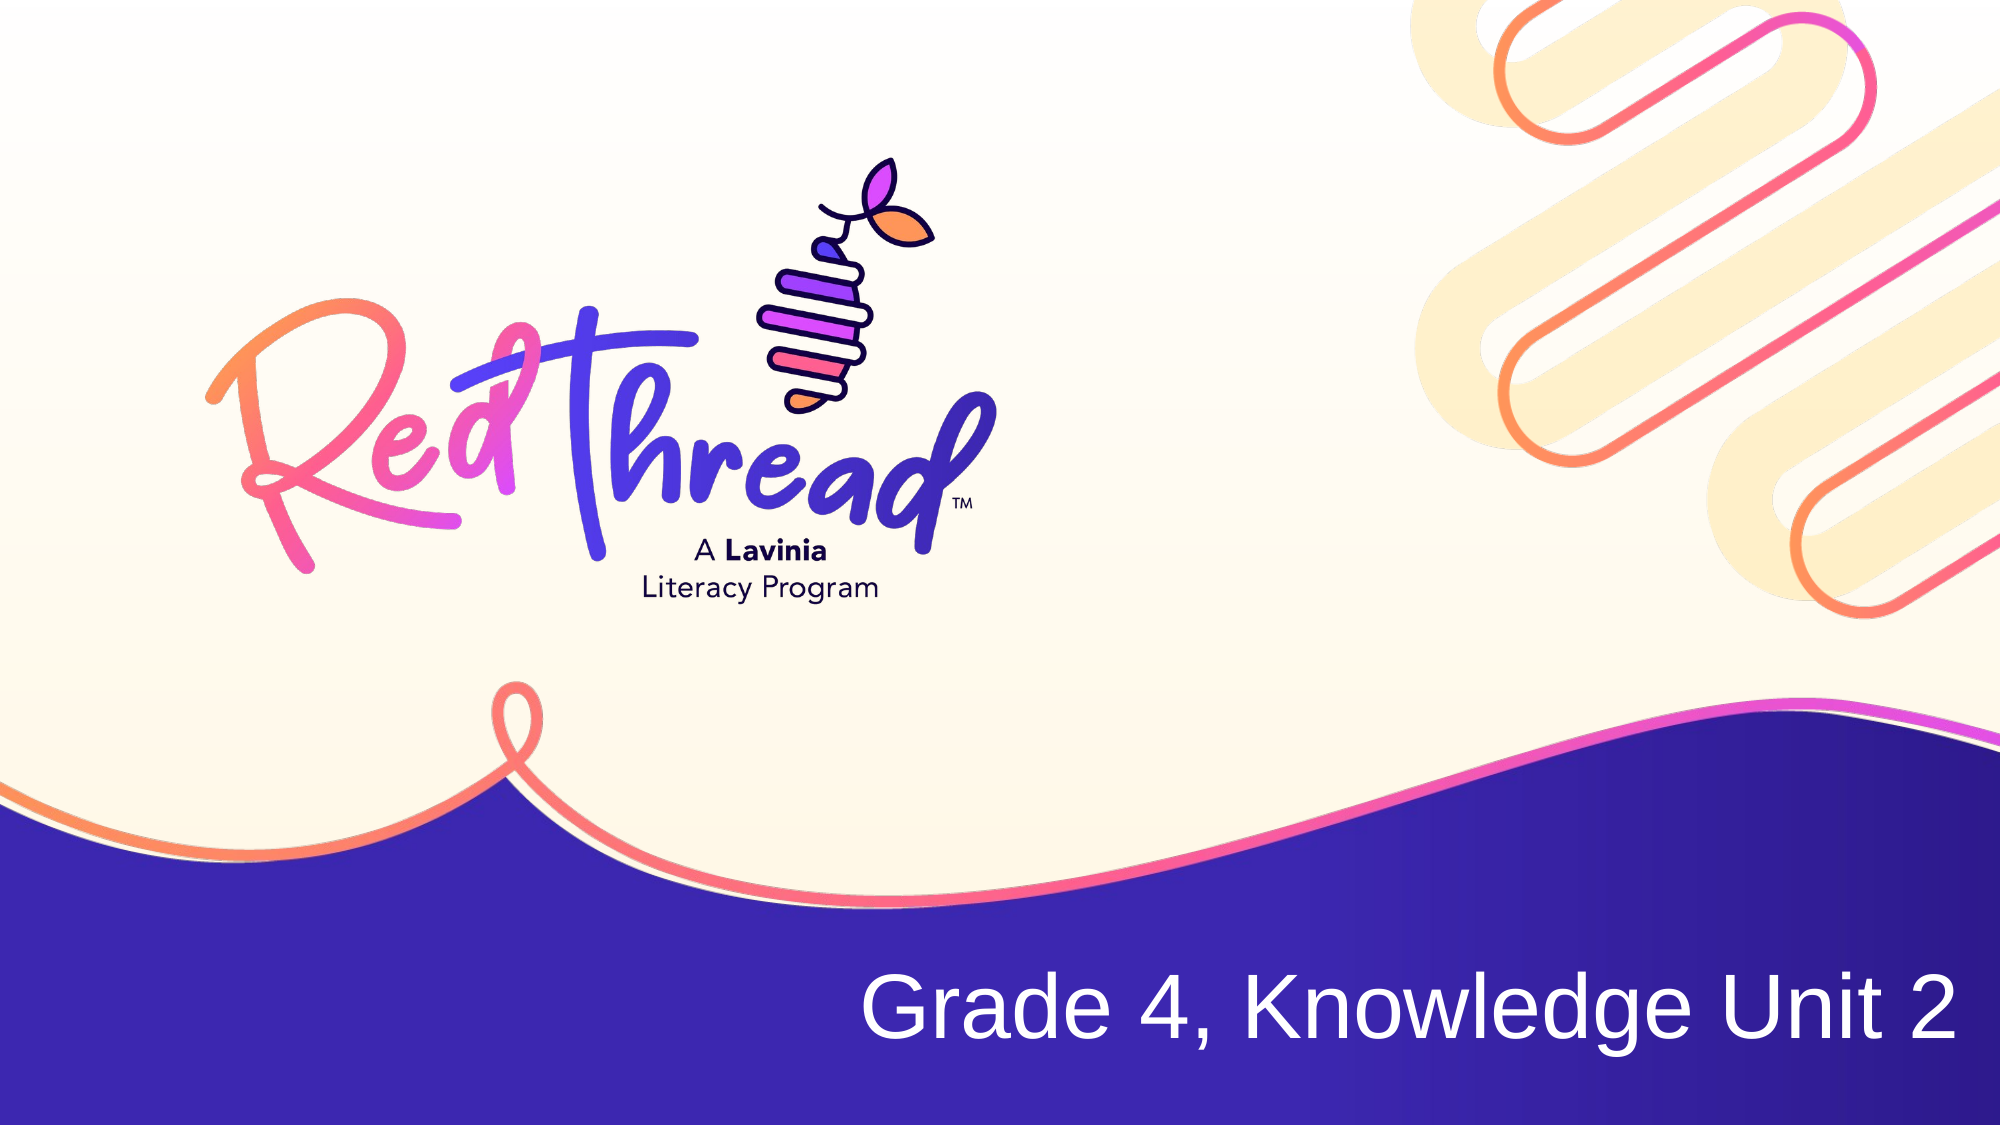 RedThread™
A Lavinia
Literacy Program
Grade 4, Knowledge Unit 2